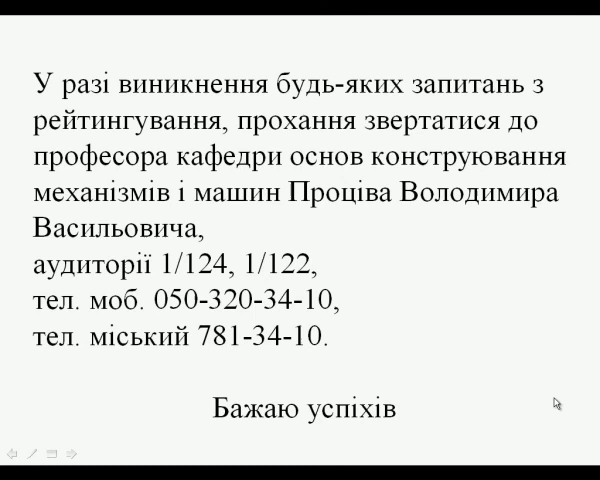 У разі виникнення будь-яких запитань з
рейтингування, прохання звертатися до
професора кафедри основ конструювання
механізмів і машин Проціва Володимира
Васильовича,
аудиторії 1/124, 1/122,
тел. моб. 050-320-34-10,
тел. міський 781-34-10.
Бажаю успіхів